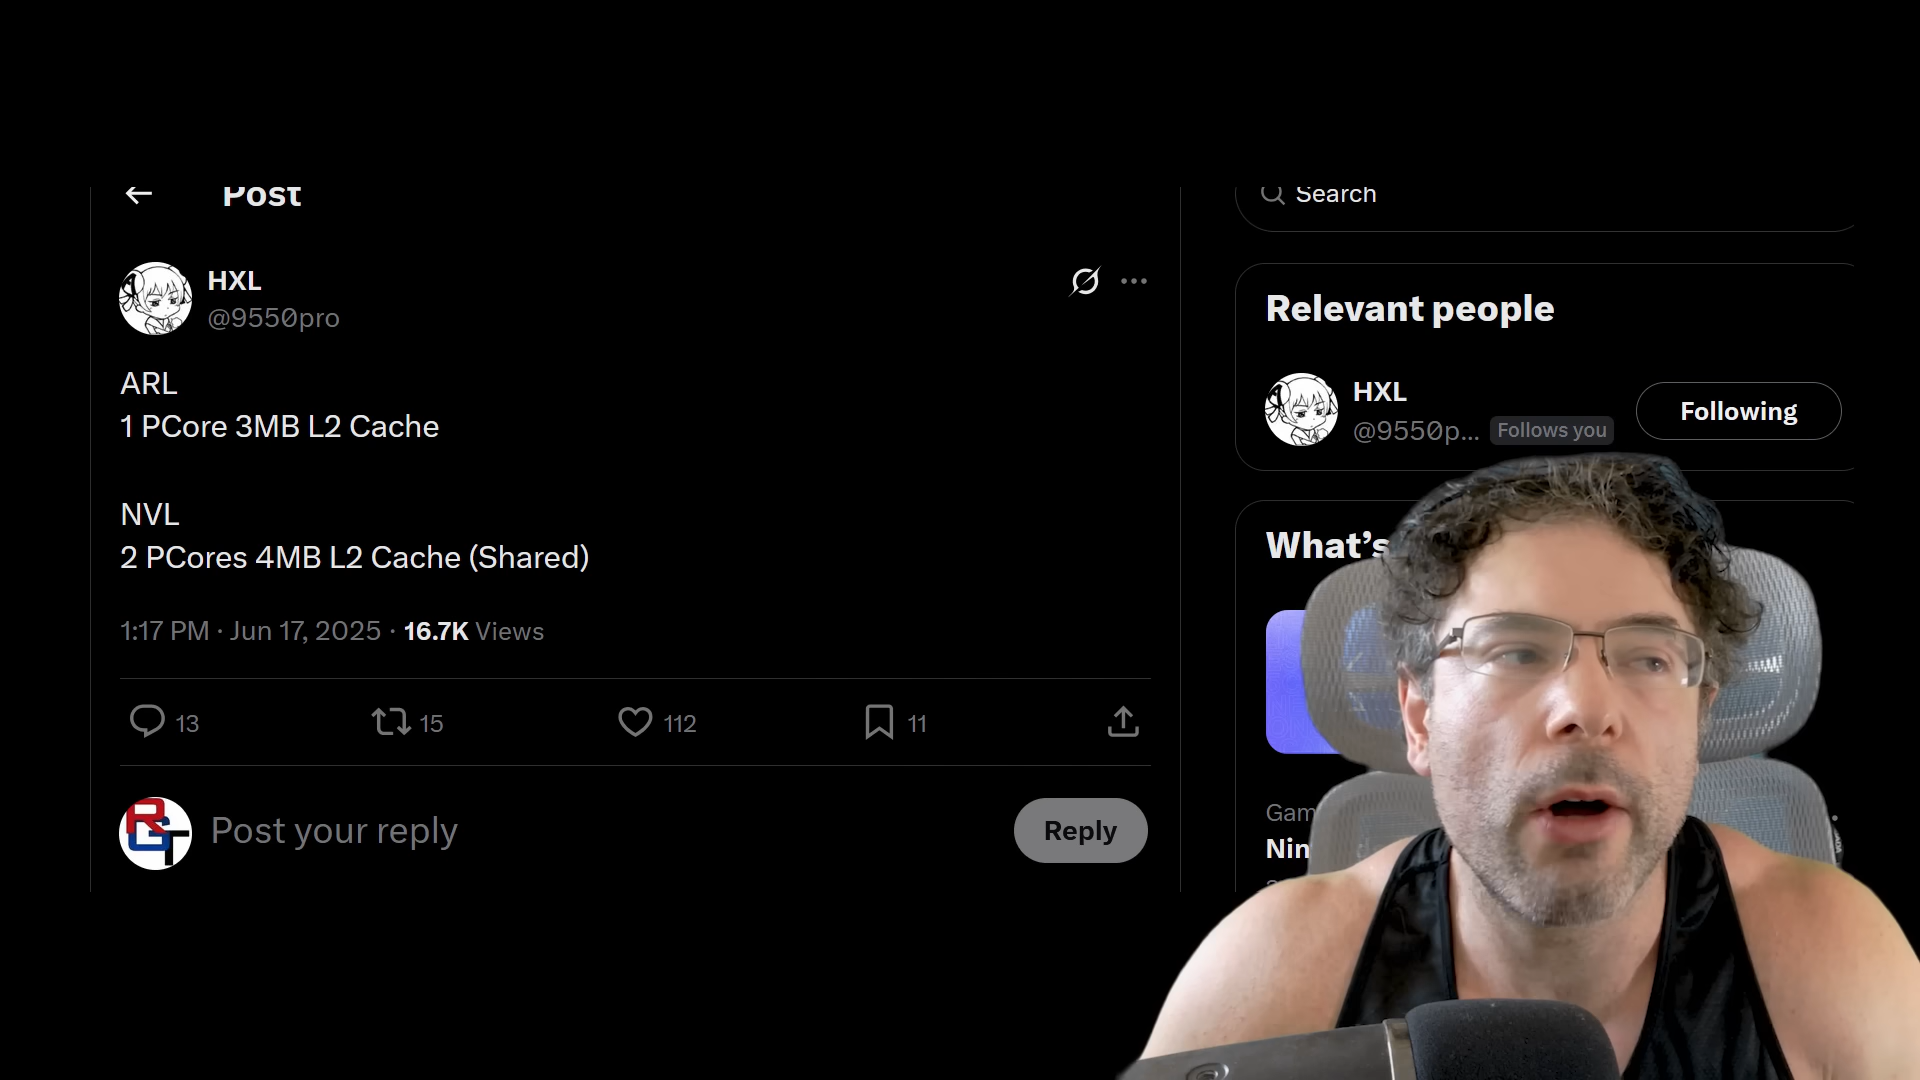 Post
Search
HXL
@9550pro
ARL
1 PCore 3MB L2 Cache
NVL
2 PCores 4MB L2 Cache (Shared)
1:17 PM · Jun 17, 2025 · 16.7K Views
13
15
112
11
RGT
Post your reply
Reply
Relevant people
HXL
@9550p...
Follows you
Following
What's
Gam
Nin